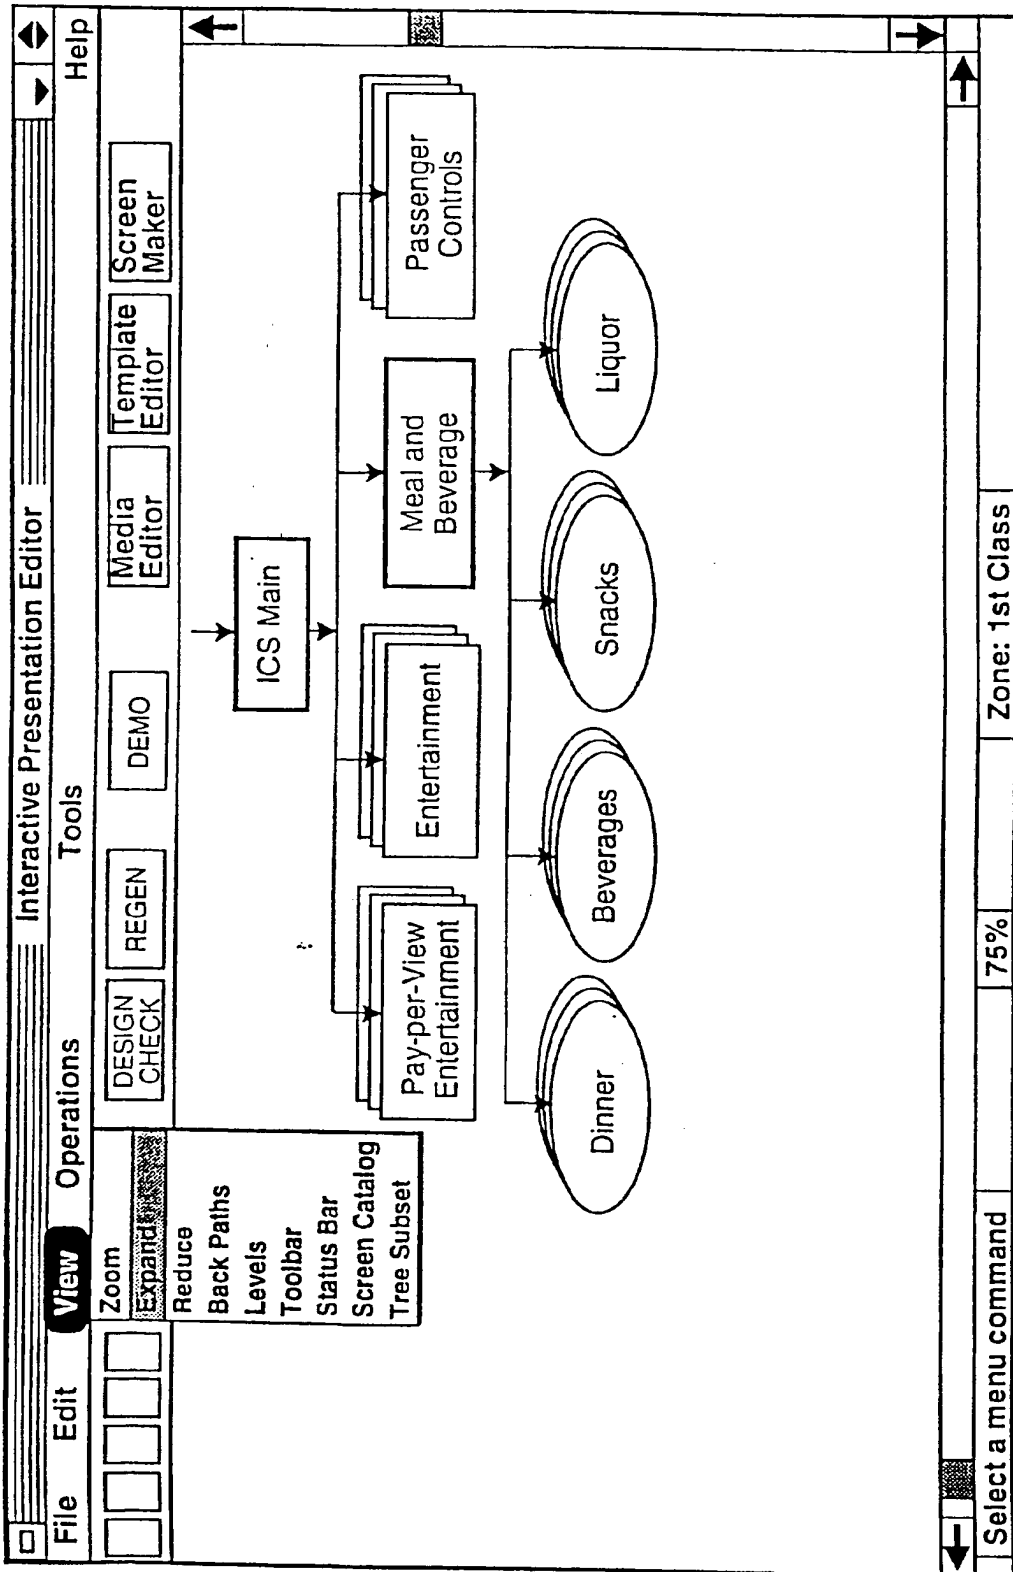 Interactive Presentation Editor
File Edit View Operations Tools Help
DESIGN
CHECK
REGEN
DEMO
Media
Editor
Template
Editor
Screen
Maker
Zoom
Expand
Reduce
Back Paths
Levels
Toolbar
Status Bar
Screen Catalog
Tree Subset
ICS Main
Pay-per-View
Entertainment
Entertainment
Meal and
Beverage
Passenger
Controls
Dinner
Beverages
Snacks
Liquor
Select a menu command 75% Zone: 1st Class